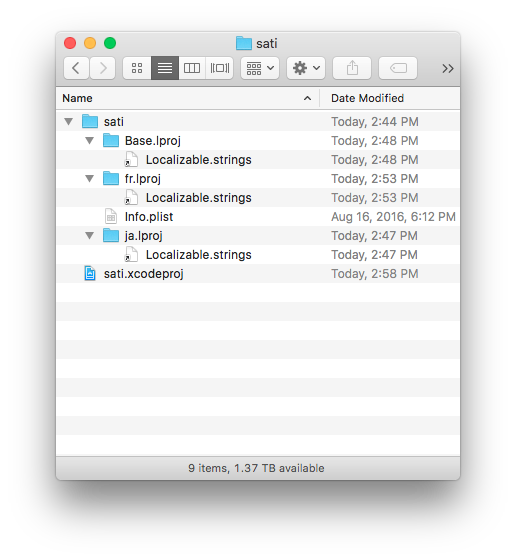 sati
Name Date Modified
sati Today, 2:44 PM
Base.lproj Today, 2:48 PM
Localizable.strings Today, 2:48 PM
fr.lproj Today, 2:53 PM
Localizable.strings Today, 2:53 PM
Info.plist Aug 16, 2016, 6:12 PM
ja.lproj Today, 2:47 PM
Localizable.strings Today, 2:47 PM
sati.xcodeproj Today, 2:58 PM
9 items, 1.37 TB available